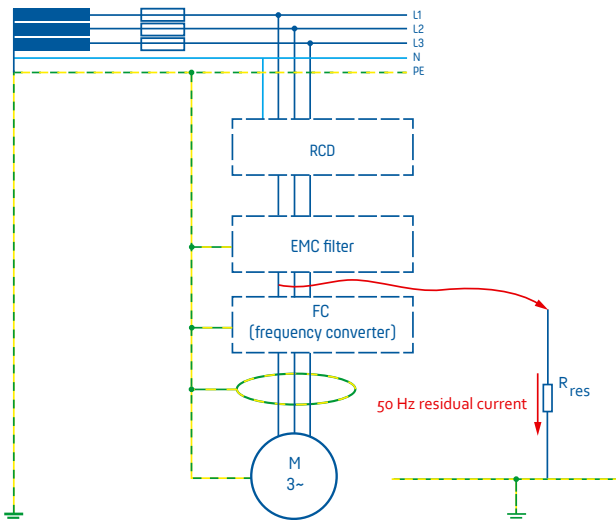 L1
L2
L3
N
PE
RCD
EMC filter
FC
(frequency converter)
50 Hz residual current
R res
M
3~